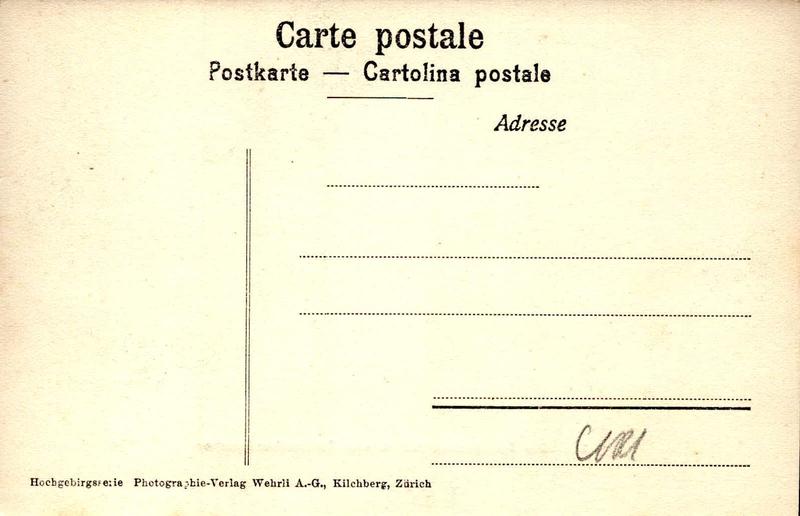 Carte postale
Postkarte — Cartolina postale
Adresse
Hochgebirgsserie Photographie-Verlag Wehrli A.-G., Kilchberg, Zürich